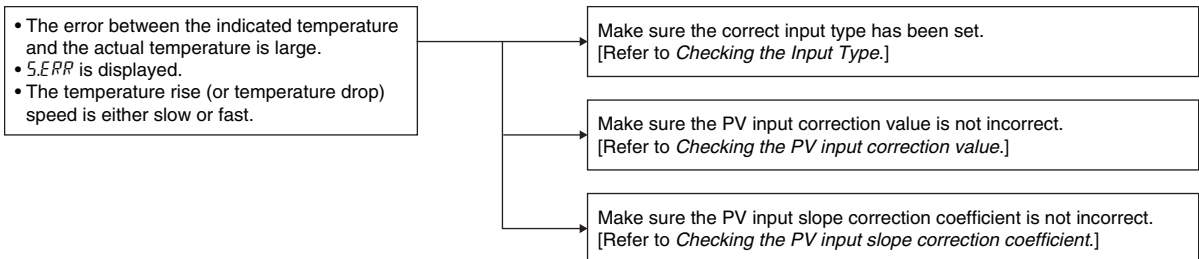 • The error between the indicated temperature
and the actual temperature is large.
• S.ERR is displayed.
• The temperature rise (or temperature drop)
speed is either slow or fast.
Make sure the correct input type has been set.
[Refer to Checking the Input Type.]
Make sure the PV input correction value is not incorrect.
[Refer to Checking the PV input correction value.]
Make sure the PV input slope correction coefficient is not incorrect.
[Refer to Checking the PV input slope correction coefficient.]